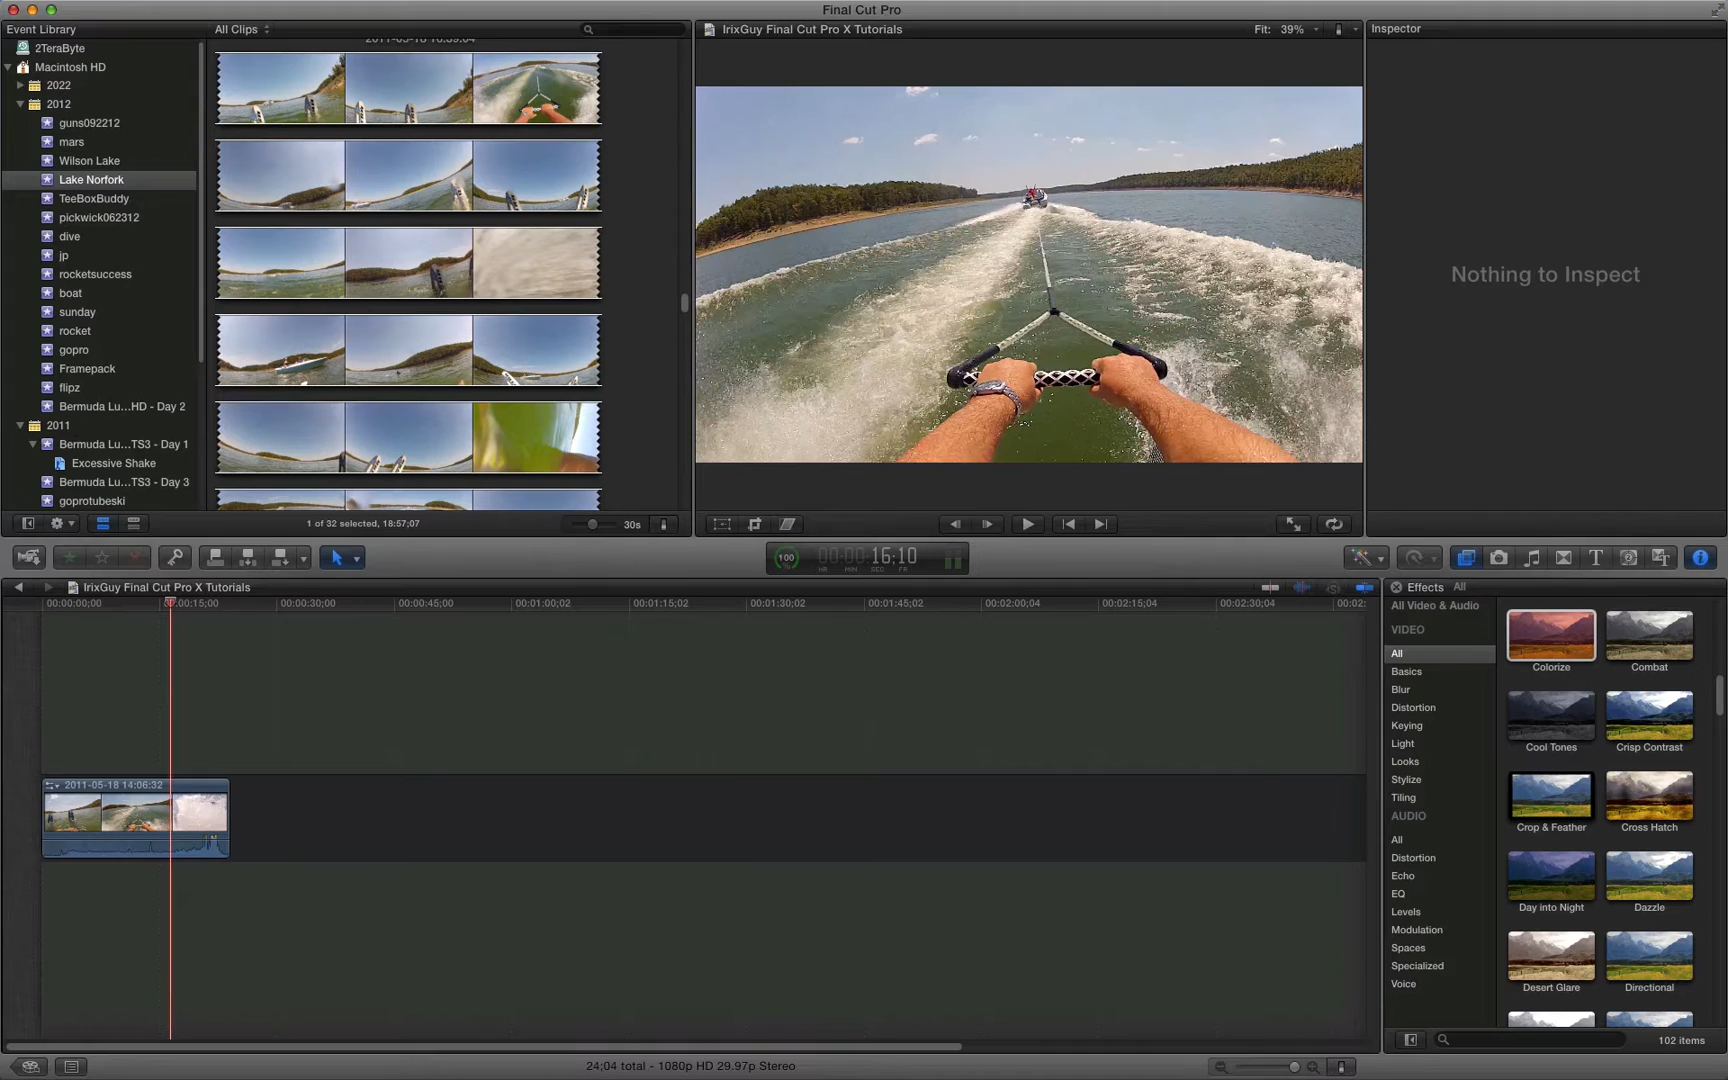 Final Cut Pro
Event Library
All Clips
IrixGuy Final Cut Pro X Tutorials
Fit: 39%
Inspector
2TeraByte
Macintosh HD
2022
2012
guns092212
mars
Wilson Lake
Lake Norfork
TeeBoxBuddy
pickwick062312
dive
jp
rocketsuccess
boat
sunday
rocket
gopro
Framepack
flipz
Bermuda Lu...HD - Day 2
2011
Bermuda Lu...TS3 - Day 1
Excessive Shake
Bermuda Lu...TS3 - Day 3
goprotubeski
Nothing to Inspect
1 of 32 selected, 18:57;07
30s
100
00:00:16;10
HR MIN SEC FR
IrixGuy Final Cut Pro X Tutorials
00:00:00;00
00:00:15;00
00:00:30;00
00:00:45;00
00:01:00;02
00:01:15;02
00:01:30;02
00:01:45;02
00:02:00;04
00:02:15;04
00:02:30;04
00:02:
2011-05-18 14:06:32
Effects All
All Video & Audio
VIDEO
All
Basics
Blur
Distortion
Keying
Light
Looks
Stylize
Tiling
AUDIO
All
Distortion
Echo
EQ
Levels
Modulation
Spaces
Specialized
Voice
Colorize
Combat
Cool Tones
Crisp Contrast
Crop & Feather
Cross Hatch
Day into Night
Dazzle
Desert Glare
Directional
102 items
24;04 total - 1080p HD 29.97p Stereo